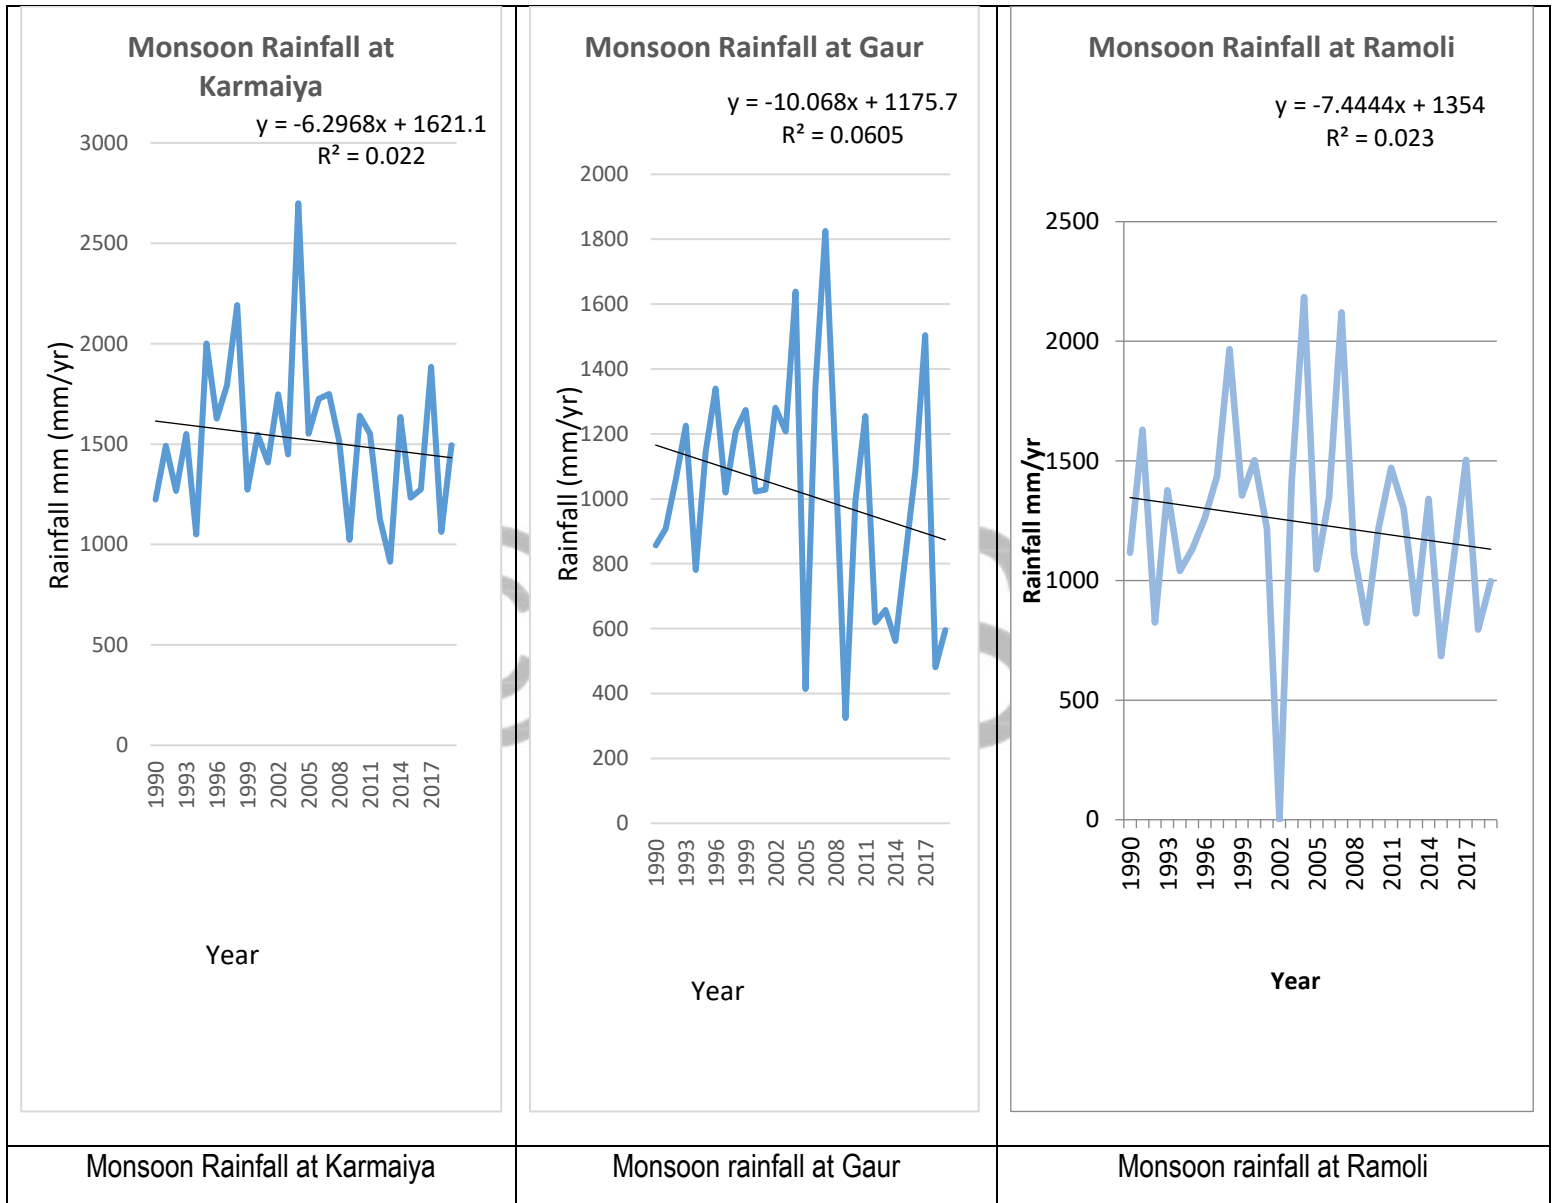 Monsoon Rainfall at
Karmaiya
y = -6.2968x + 1621.1
R² = 0.022
3000
2500
2000
1500
1000
500
0
Rainfall mm (mm/yr)
1990
1993
1996
1999
2002
2005
2008
2011
2014
2017
Year
Monsoon Rainfall at Gaur
y = -10.068x + 1175.7
R² = 0.0605
2000
1800
1600
1400
1200
1000
800
600
400
200
0
Rainfall (mm/yr)
1990
1993
1996
1999
2002
2005
2008
2011
2014
2017
Year
Monsoon Rainfall at Ramoli
y = -7.4444x + 1354
R² = 0.023
2500
2000
1500
1000
500
0
Rainfall mm/yr
1990
1993
1996
1999
2002
2005
2008
2011
2014
2017
Year
Monsoon Rainfall at Karmaiya
Monsoon rainfall at Gaur
Monsoon rainfall at Ramoli